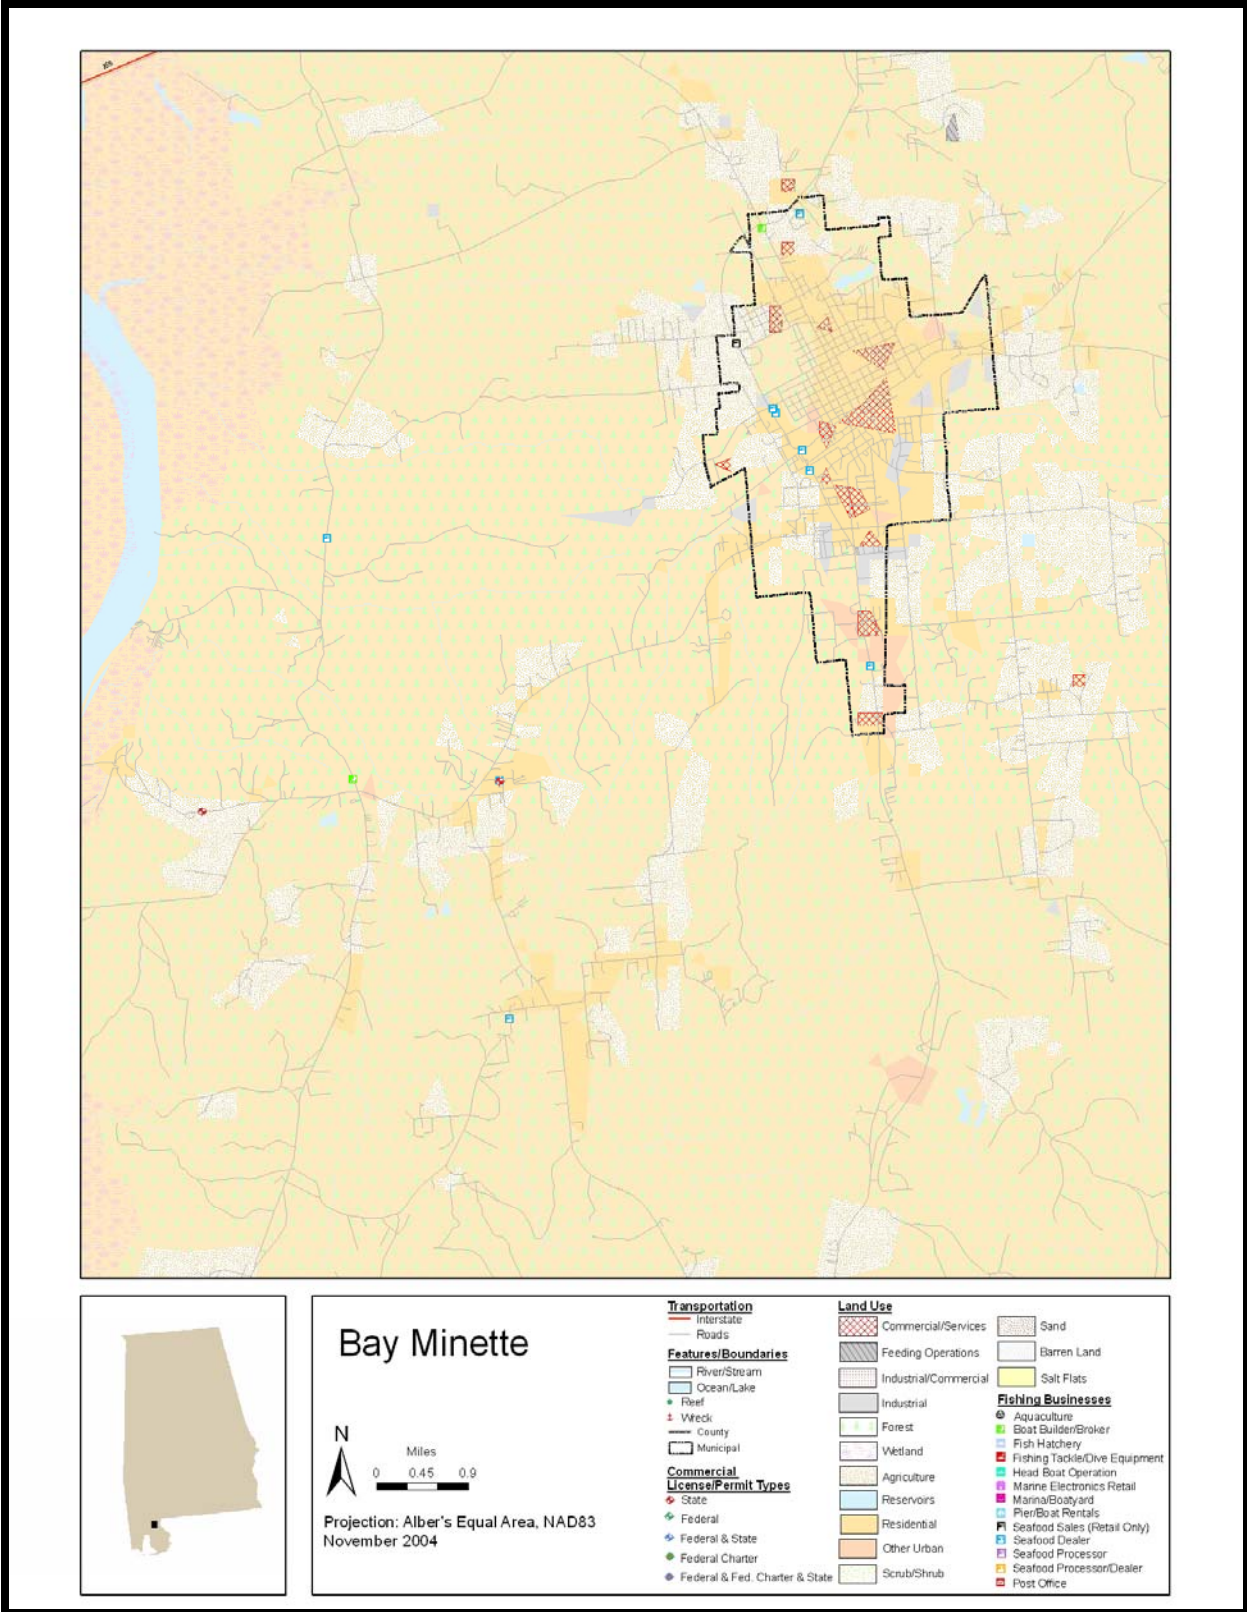 Bay Minette
N
Miles
0 0.45 0.9
Projection: Alber's Equal Area, NAD83
November 2004
Transportation
Interstate
Roads
Features/Boundaries
River/Stream
Ocean/Lake
Reef
Wreck
County
Municipal
Commercial
License/Permit Types
State
Federal
Federal & State
Federal Charter
Federal & Fed. Charter & State
Land Use
Commercial/Services
Feeding Operations
Industrial/Commercial
Industrial
Forest
Wetland
Agriculture
Reservoirs
Residential
Other Urban
Scrub/Shrub
Sand
Barren Land
Salt Flats
Fishing Businesses
Aquaculture
Boat Builder/Broker
Fish Hatchery
Fishing Tackle/Dive Equipment
Head Boat Operation
Marine Electronics Retail
Marina/Boatyard
Pier/Boat Rentals
Seafood Sales (Retail Only)
Seafood Dealer
Seafood Processor
Seafood Processor/Dealer
Post Office